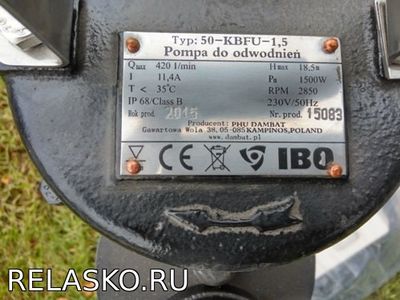 Typ: 50-KBFU-1,5
Pompa do odwodnień
Qmax 420 l/min Hmax 18,5m
I 11,4A Pn 1500W
T < 35°C RPM 2850
IP 68/Class B 230V/50Hz
Rok prod. 2015 Nr prod. 15083
Producent: PHU DAMBAT
Gawartowa Wola 38, 05-085 KAMPINOS, POLAND
www.dambat.pl
CE IBO
RELASKO.RU